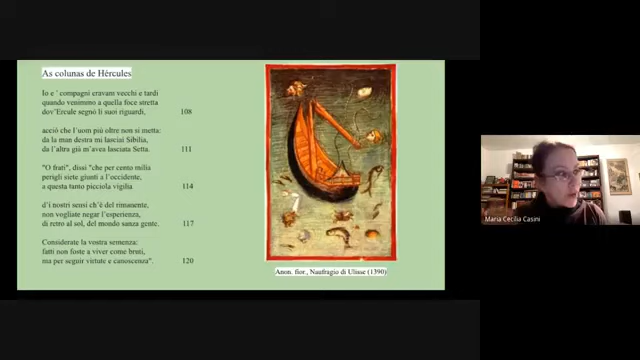 As colunas de Hércules
Io e ' compagni eravam vecchi e tardi
quando venimmo a quella foce stretta
dov'Ercule segnò li suoi riguardi, 108
acciò che l'uom più oltre non si metta:
da la man destra mi lasciai Sibilia,
da l'altra già m'avea lasciata Setta. 111
"O frati", dissi "che per cento milia
perigli siete giunti a l'occidente,
a questa tanto picciola vigilia 114
d'i nostri sensi ch'è del rimanente,
non vogliate negar l'esperienza,
di retro al sol, del mondo sanza gente. 117
Considerate la vostra semenza:
fatti non foste a viver come bruti,
ma per seguir virtute e canoscenza". 120
Anon. fior., Naufragio di Ulisse (1390)
Maria Cecilia Casini